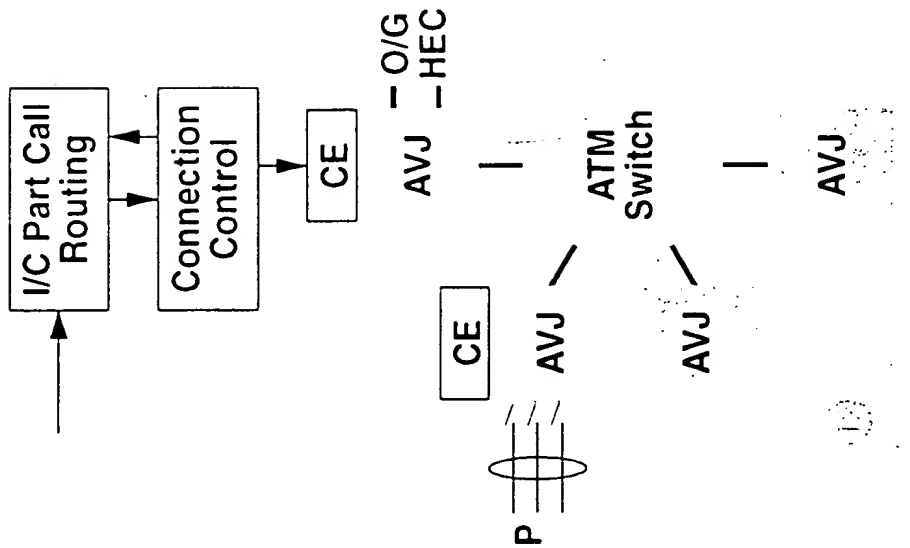 I/C Part Call
Routing
Connection
Control
CE
O/G
HEC
AVJ
CE
ATM
Switch
AVJ
P
AVJ
AVJ